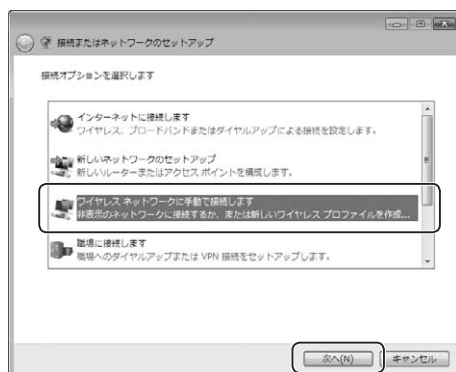 接続またはネットワークのセットアップ
接続オプションを選択します
インターネットに接続します
ワイヤレス、ブロードバンドまたはダイヤルアップによる接続を設定します。
新しいネットワークのセットアップ
新しいルーターまたはアクセス ポイントを構成します。
ワイヤレス ネットワークに手動で接続します
非表示のネットワークに接続するか、または新しいワイヤレス プロファイルを作成...
職場に接続します
職場へのダイヤルアップまたは VPN 接続をセットアップします。
次へ(N)
キャンセル